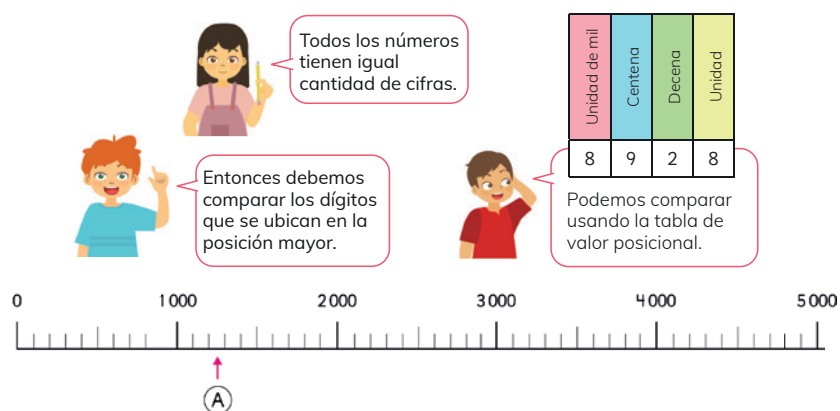 Todos los números
tienen igual
cantidad de cifras.
Unidad de mil
Centena
Decena
Unidad
8 9 2 8
Entonces debemos
comparar los dígitos
que se ubican en la
posición mayor.
Podemos comparar
usando la tabla de
valor posicional.
0 1 000 2 000 3 000 4 000 5 000
A